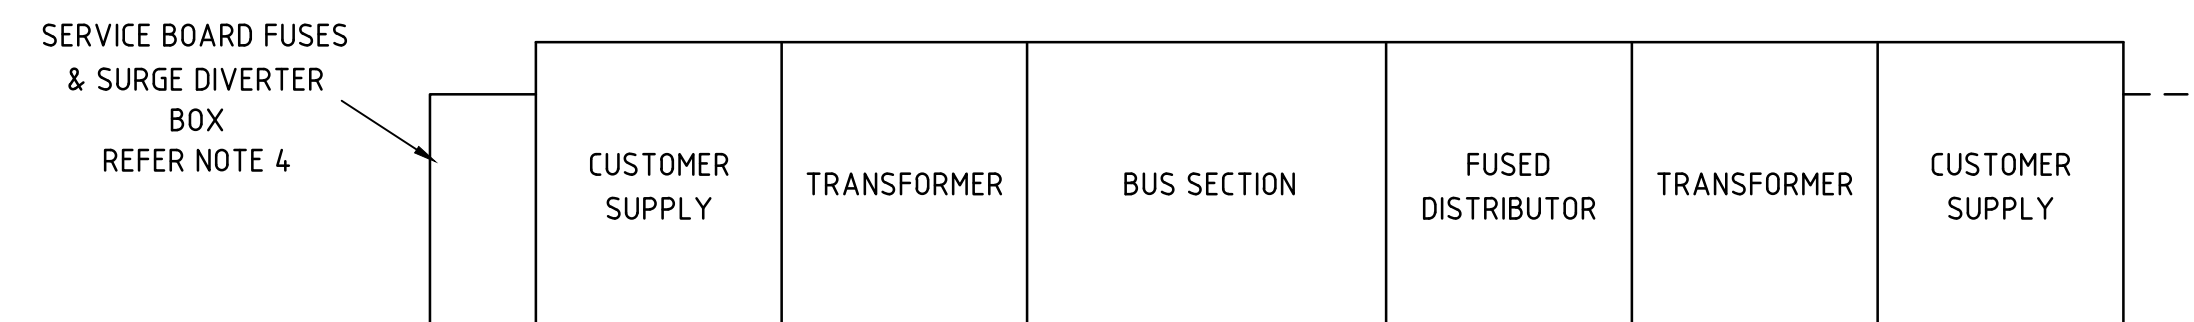 SERVICE BOARD FUSES
& SURGE DIVERTER
BOX
REFER NOTE 4
CUSTOMER
SUPPLY
TRANSFORMER
BUS SECTION
FUSED
DISTRIBUTOR
TRANSFORMER
CUSTOMER
SUPPLY